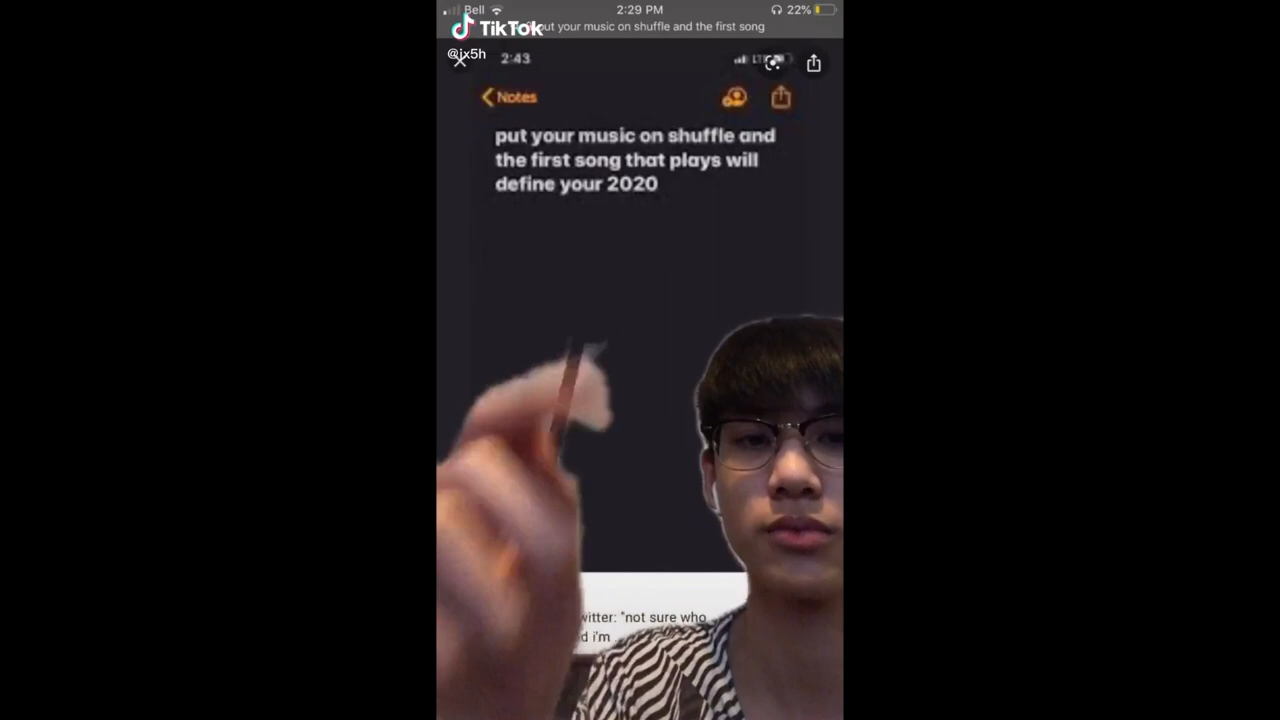 Bell 2:29 PM 22%
put your music on shuffle and the first song
TikTok
@jx5h
2:43
Notes
put your music on shuffle and
the first song that plays will
define your 2020
witter: "not sure who
d i'm